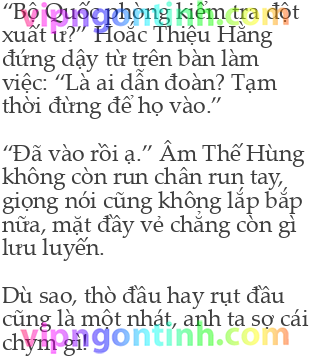 “Bộ Quốc phòng kiểm tra đột
xuất ư?” Hoắc Thiệu Hằng
đứng dậy từ trên bàn làm
việc: “Là ai dẫn đoàn? Tạm
thời đừng để họ vào.”
“Đã vào rồi ạ.” Âm Thế Hùng
không còn run chân run tay,
giọng nói cũng không lắp bắp
nữa, mặt đầy vẻ chẳng còn gì
lưu luyến.
Dù sao, thò đầu hay rụt đầu
cũng là một nhát, anh ta sợ cái
chym gì!
vipngontinh.com
vipngontinh.com
vipngontinh.com